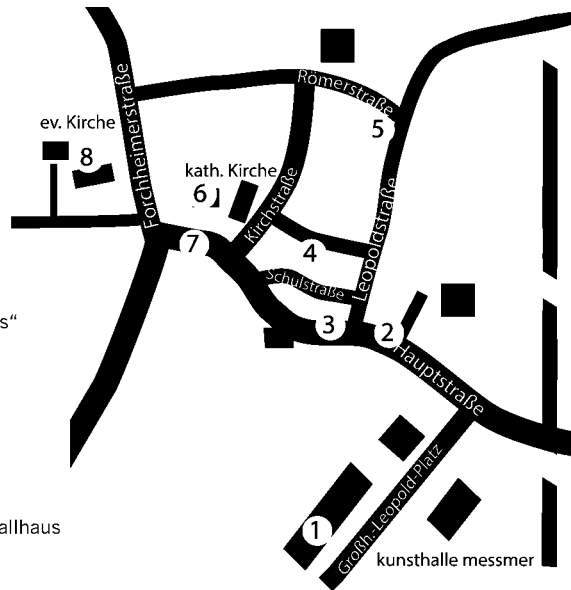 Römerstraße
5
ev. Kirche
8
Forchheimerstraße
kath. Kirche
6
Kirchstraße
4
Leopoldstraße
7
Schulstraße
s“
3
2
Hauptstraße
Großh.-Leopold-Platz
allhaus
1
kunsthalle messmer